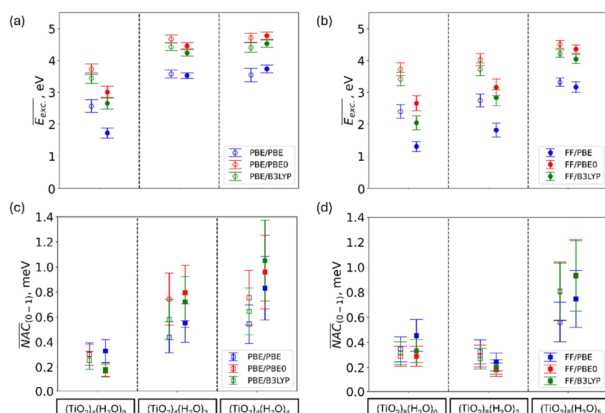 (a)
5
4
3
2
1
0
E̅exc., eV
PBE/PBE
PBE/PBE0
PBE/B3LYP
(b)
5
4
3
2
1
0
E̅exc., eV
FF/PBE
FF/PBE0
FF/B3LYP
(c)
1.4
1.2
1.0
0.8
0.6
0.4
0.2
0.0
NAC(0−1), meV
PBE/PBE
PBE/PBE0
PBE/B3LYP
(d)
1.4
1.2
1.0
0.8
0.6
0.4
0.2
0.0
NAC(0−1), meV
FF/PBE
FF/PBE0
FF/B3LYP